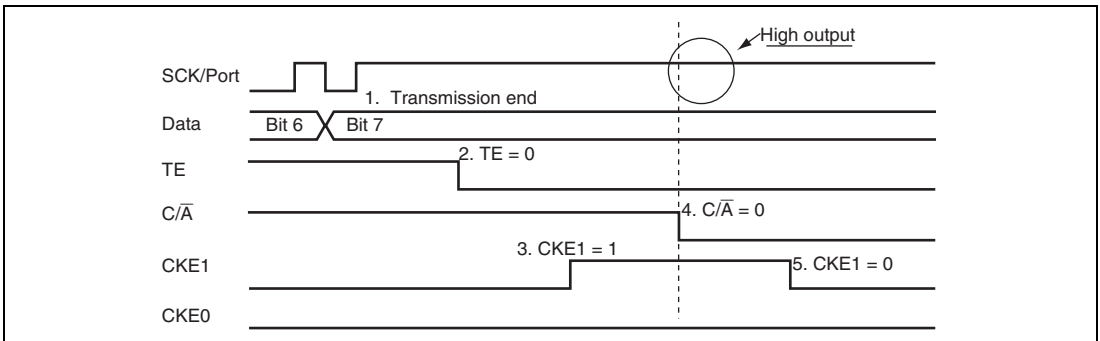 High output
SCK/Port
1. Transmission end
Data Bit 6 Bit 7
2. TE = 0
TE
C/A̅ 4. C/A̅ = 0
3. CKE1 = 1
CKE1 5. CKE1 = 0
CKE0